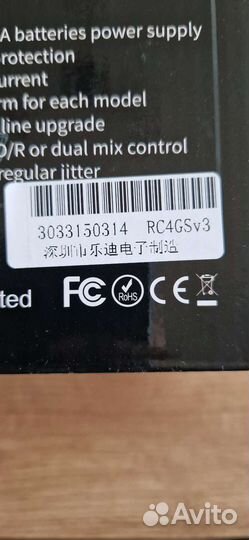 A batteries power supply
protection
current
rm for each model
line upgrade
D/R or dual mix control
regular jitter
3033150314 RC4GSv3
深圳市乐迪电子制造
ted FC RoHS CE
Avito